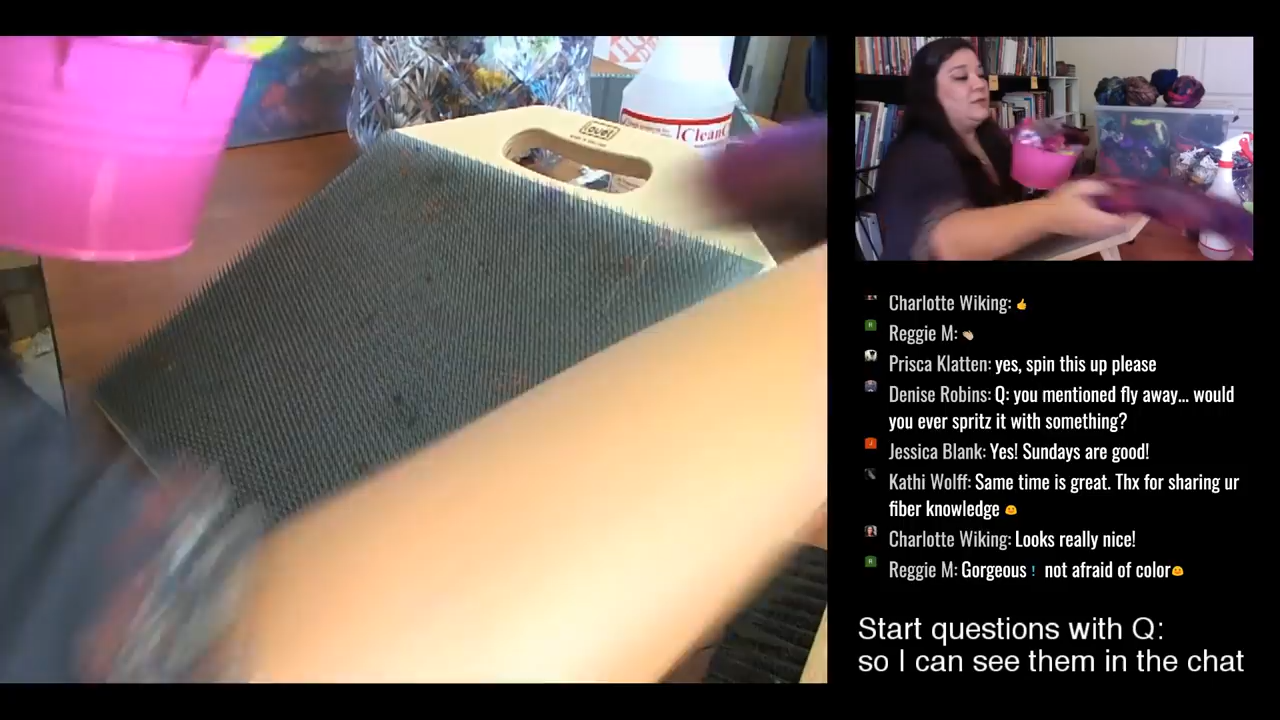 Louët
Clean
Charlotte Wiking: 👍
Reggie M: 👏
Prisca Klatten: yes, spin this up please
Denise Robins: Q: you mentioned fly away... would
you ever spritz it with something?
Jessica Blank: Yes! Sundays are good!
Kathi Wolff: Same time is great. Thx for sharing ur
fiber knowledge 🤗
Charlotte Wiking: Looks really nice!
Reggie M: Gorgeous ! not afraid of color🤗
Start questions with Q:
so I can see them in the chat